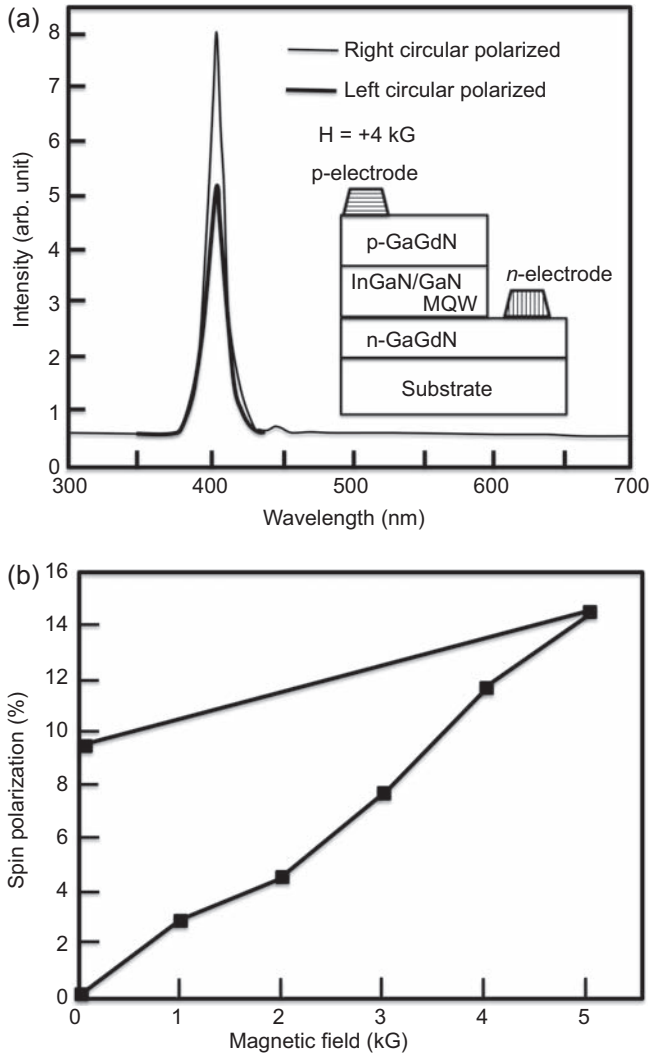 (a)
8
7
6
5
4
3
2
1
0
Intensity (arb. unit)
Right circular polarized
Left circular polarized
H = +4 kG
p-electrode
p-GaGdN
InGaN/GaN
MQW
n-electrode
n-GaGdN
Substrate
300 400 500 600 700
Wavelength (nm)
(b)
16
14
12
10
8
6
4
2
0
Spin polarization (%)
0 1 2 3 4 5
Magnetic field (kG)